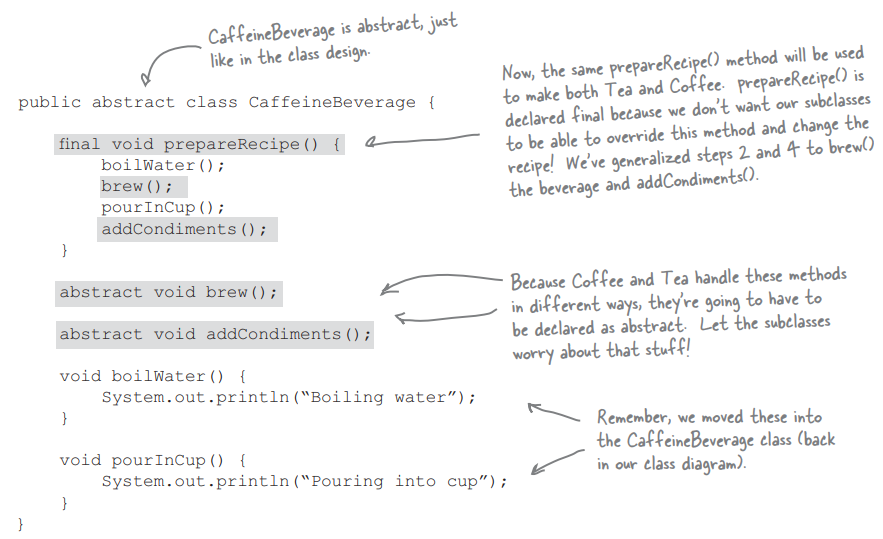 CaffeineBeverage is abstract, just
like in the class design.
public abstract class CaffeineBeverage {
final void prepareRecipe() {
boilWater();
brew();
pourInCup();
addCondiments();
}
Now, the same prepareRecipe() method will be used
to make both Tea and Coffee. prepareRecipe() is
declared final because we don't want our subclasses
to be able to override this method and change the
recipe! We've generalized steps 2 and 4 to brew()
the beverage and addCondiments().
abstract void brew();
abstract void addCondiments();
Because Coffee and Tea handle these methods
in different ways, they're going to have to
be declared as abstract. Let the subclasses
worry about that stuff!
void boilWater() {
System.out.println(“Boiling water”);
}
void pourInCup() {
System.out.println(“Pouring into cup”);
}
}
Remember, we moved these into
the CaffeineBeverage class (back
in our class diagram).